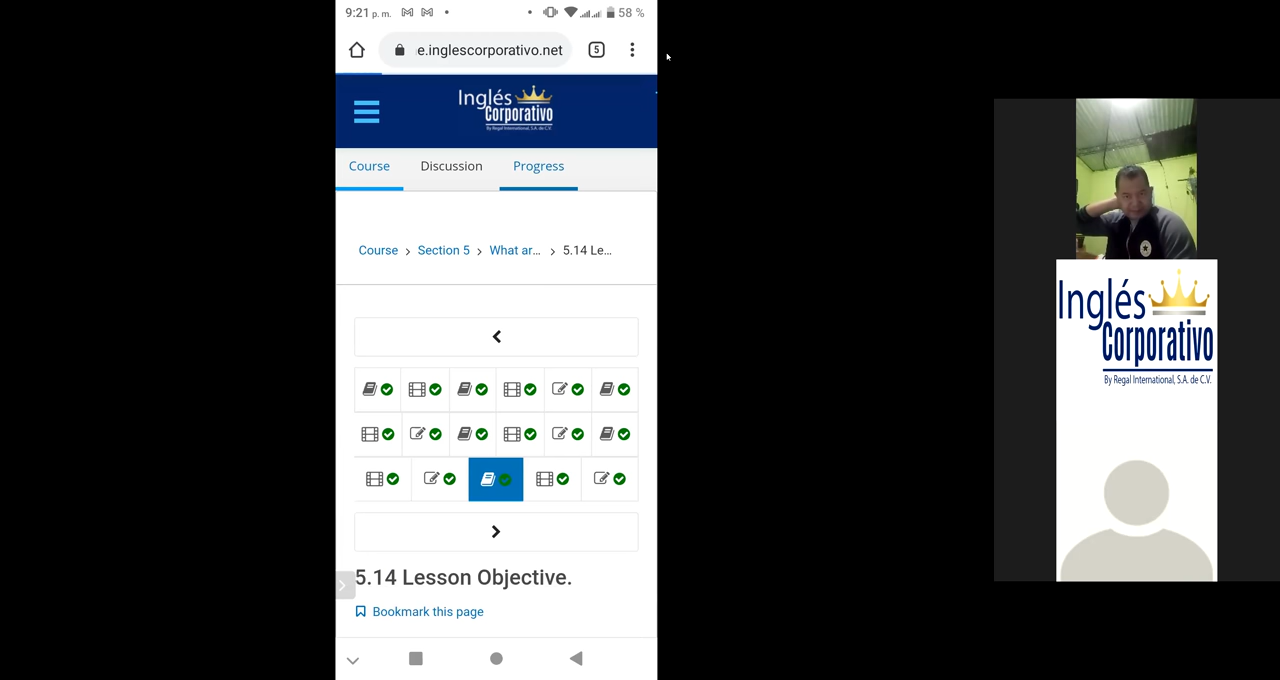 9:21 p. m.
58 %
e.inglescorporativo.net
5
Inglés
Corporativo
By Regal International, S.A. de C.V.
Course
Discussion
Progress
Course > Section 5 > What ar... > 5.14 Le...
5.14 Lesson Objective.
Bookmark this page
Inglés
Corporativo
By Regal International, S.A. de C.V.